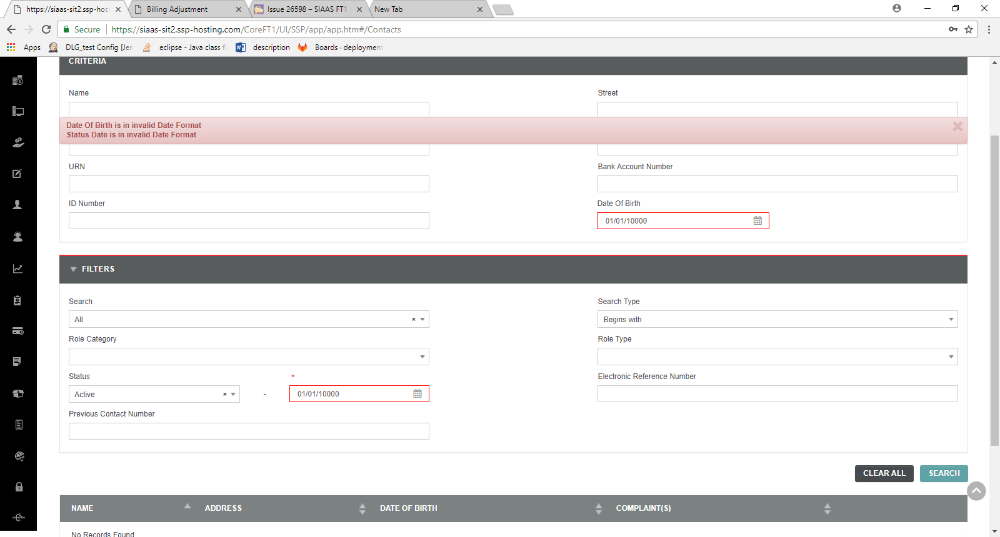 https://siaas-sit2.ssp-host
Billing Adjustment
Issue 26598 – SIAAS FT1
New Tab
Secure
https://siaas-sit2.ssp-hosting.com/CoreFT1/UI/SSP/app/app.htm#/Contacts
Apps
DLG_test Config [Jen
eclipse - Java class fi
description
Boards · deployment
CRITERIA
Name
Street
Date Of Birth is in invalid Date Format
Status Date is in invalid Date Format
URN
Bank Account Number
ID Number
Date Of Birth
01/01/10000
FILTERS
Search
Search Type
All
Begins with
Role Category
Role Type
Status
*
Electronic Reference Number
Active
-
01/01/10000
Previous Contact Number
CLEAR ALL
SEARCH
NAME
ADDRESS
DATE OF BIRTH
COMPLAINT(S)
No Records Found